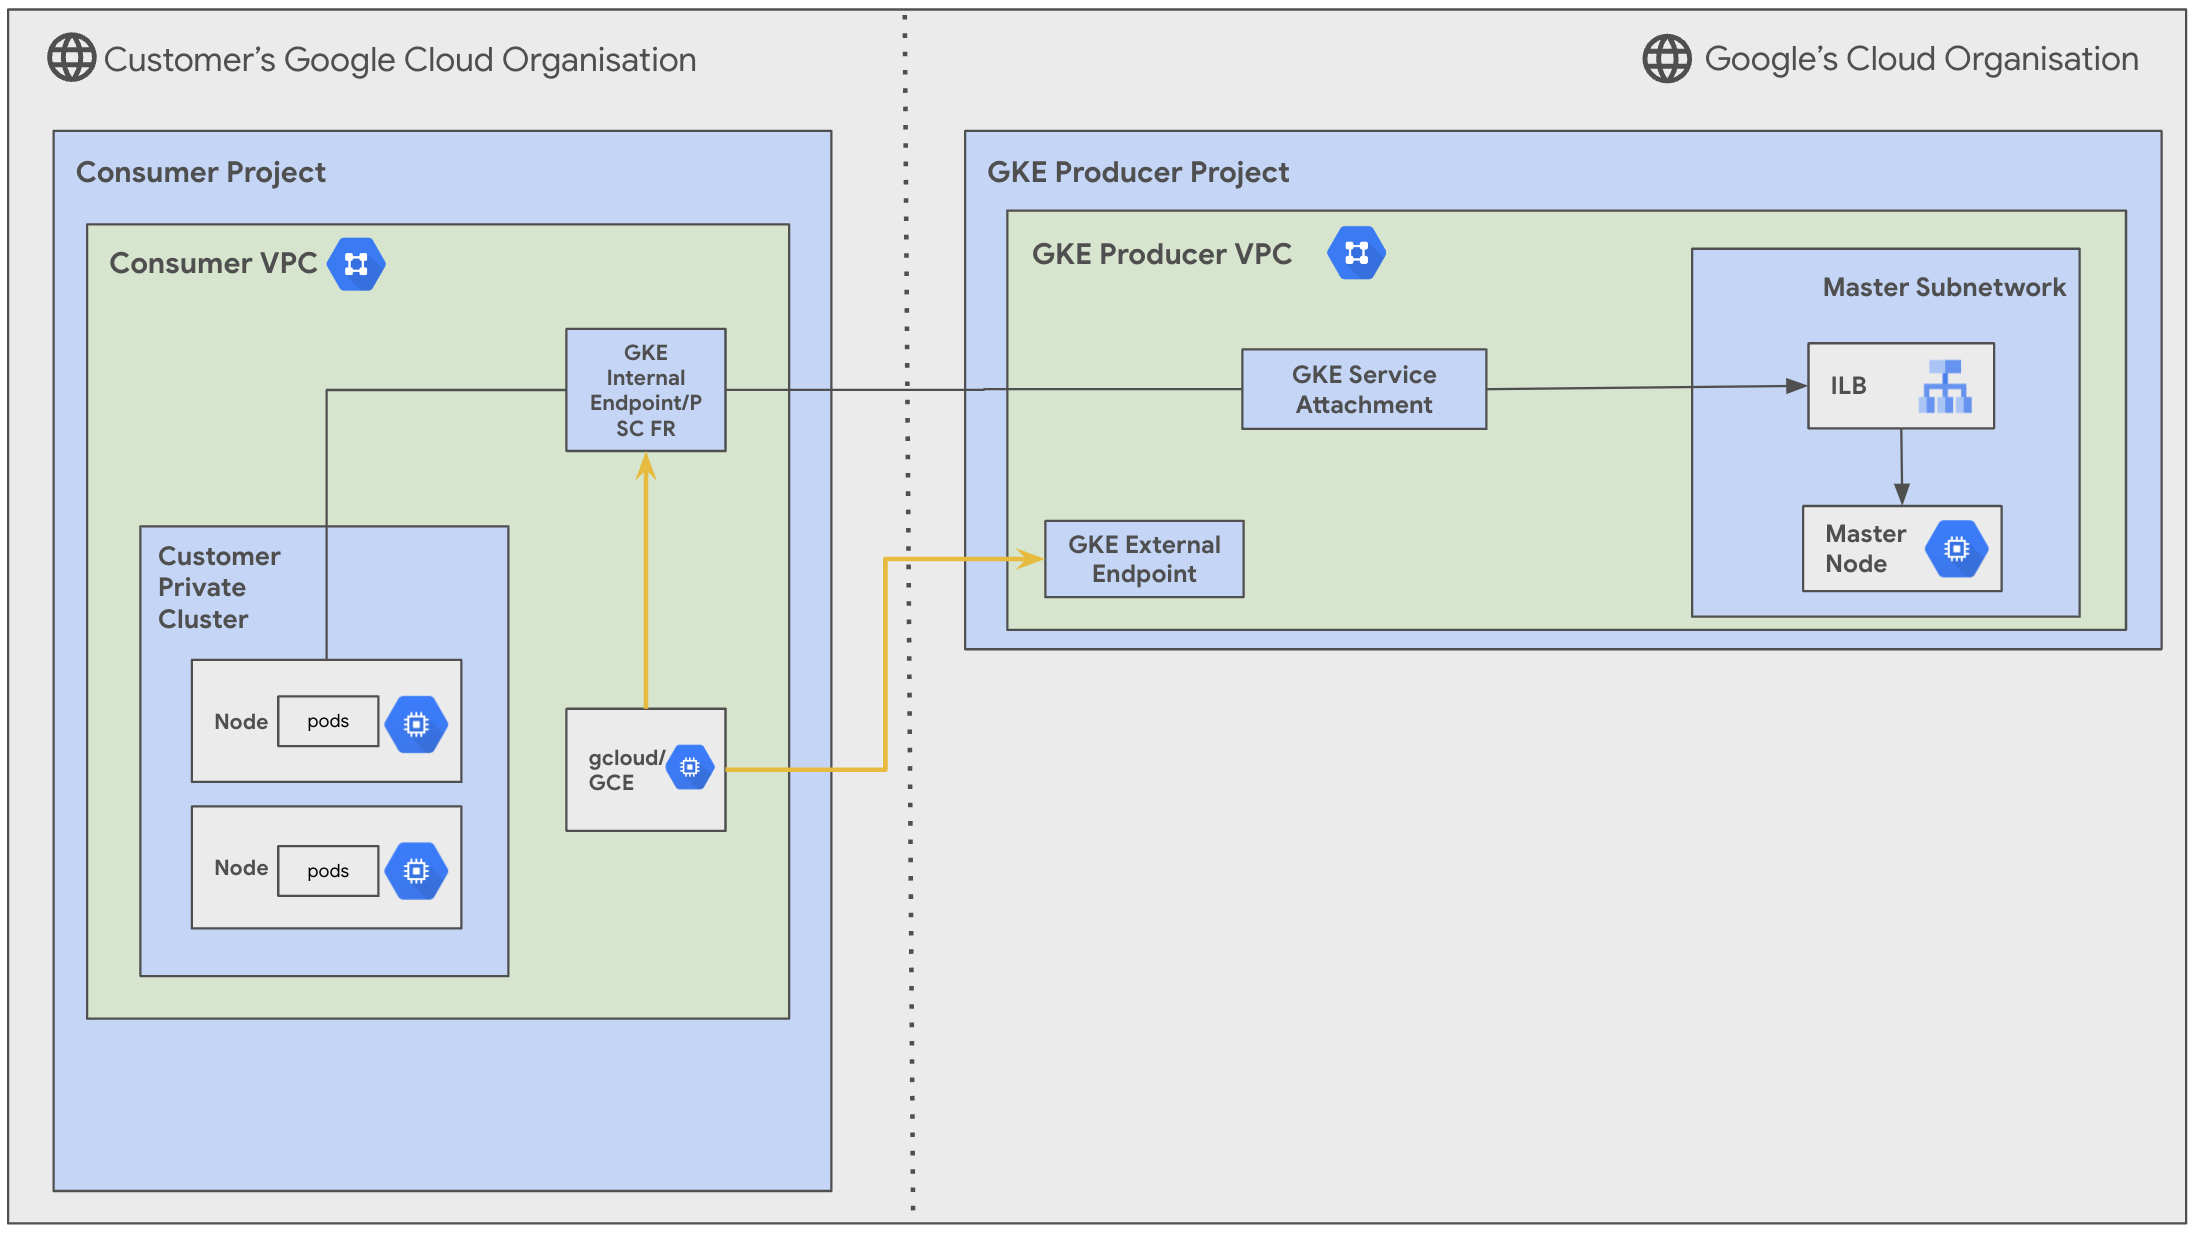 Customer's Google Cloud Organisation
Google's Cloud Organisation
Consumer Project
Consumer VPC
GKE
Internal
Endpoint/P
SC FR
Customer
Private
Cluster
Node
pods
Node
pods
gcloud/
GCE
GKE Producer Project
GKE Producer VPC
Master Subnetwork
GKE Service
Attachment
ILB
GKE External
Endpoint
Master
Node